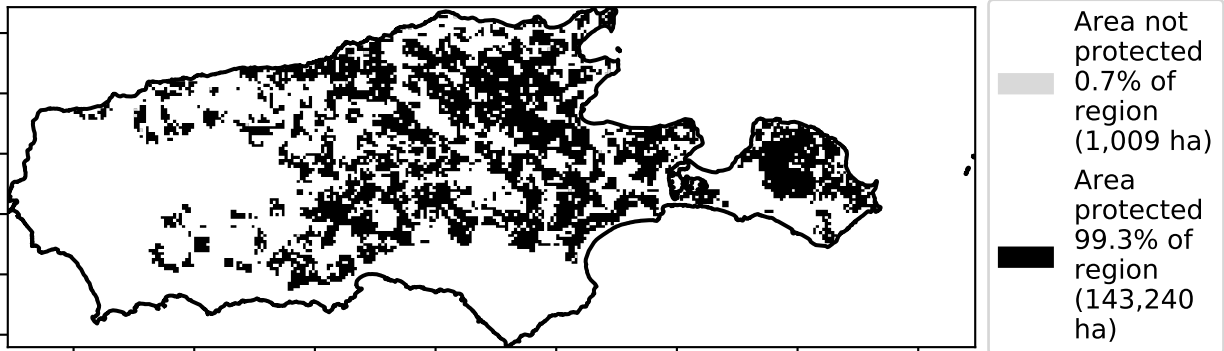 Area not
protected
0.7% of
region
(1,009 ha)
Area
protected
99.3% of
region
(143,240
ha)